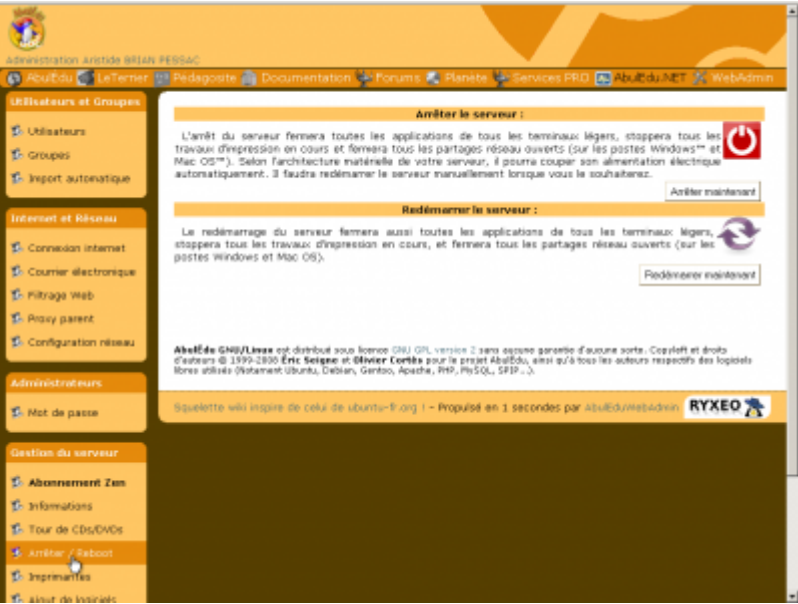 Administration Aristide BRIAN PESSAC
AbulEdu LeTerrier Pédagosite Documentation Forums Planète Services PRO AbulEdu.NET WebAdmin
Utilisateurs et Groupes
Utilisateurs
Groupes
Import automatique
Internet et Réseau
Connexion internet
Courrier électronique
Filtrage Web
Proxy parent
Configuration réseau
Administrateurs
Mot de passe
Gestion du serveur
Abonnement Zen
Informations
Tour de CDs/DVDs
Arrêter / Reboot
Imprimantes
Ajout de logiciels
Arrêter le serveur :
L'arrêt du serveur fermera toutes les applications de tous les terminaux légers, stoppera tous les
travaux d'impression en cours et fermera tous les partages réseau ouverts (sur les postes Windows™ et
Mac OS™). Selon l'architecture matérielle de votre serveur, il pourra couper son alimentation électrique
automatiquement. Il faudra redémarrer le serveur manuellement lorsque vous le souhaiterez.
Arrêter maintenant
Redémarrer le serveur :
Le redémarrage du serveur fermera aussi toutes les applications de tous les terminaux légers,
stoppera tous les travaux d'impression en cours, et fermera tous les partages réseau ouverts (sur les
postes Windows et Mac OS).
Redémarrer maintenant
AbulÉdu GNU/Linux est distribué sous licence GNU GPL version 2 sans aucune garantie d'aucune sorte. Copyleft et droits
d'auteurs @ 1999-2008 Éric Seigne et Olivier Cortès pour le projet AbulÉdu, ainsi qu'à tous les auteurs respectifs des logiciels
libres utilisés (Notament Ubuntu, Debian, Gentoo, Apache, PHP, MySQL, SPIP...).
Squelette wiki inspire de celui de ubuntu-fr.org ! - Propulsé en 1 secondes par AbulEduWebAdmin RYXEO